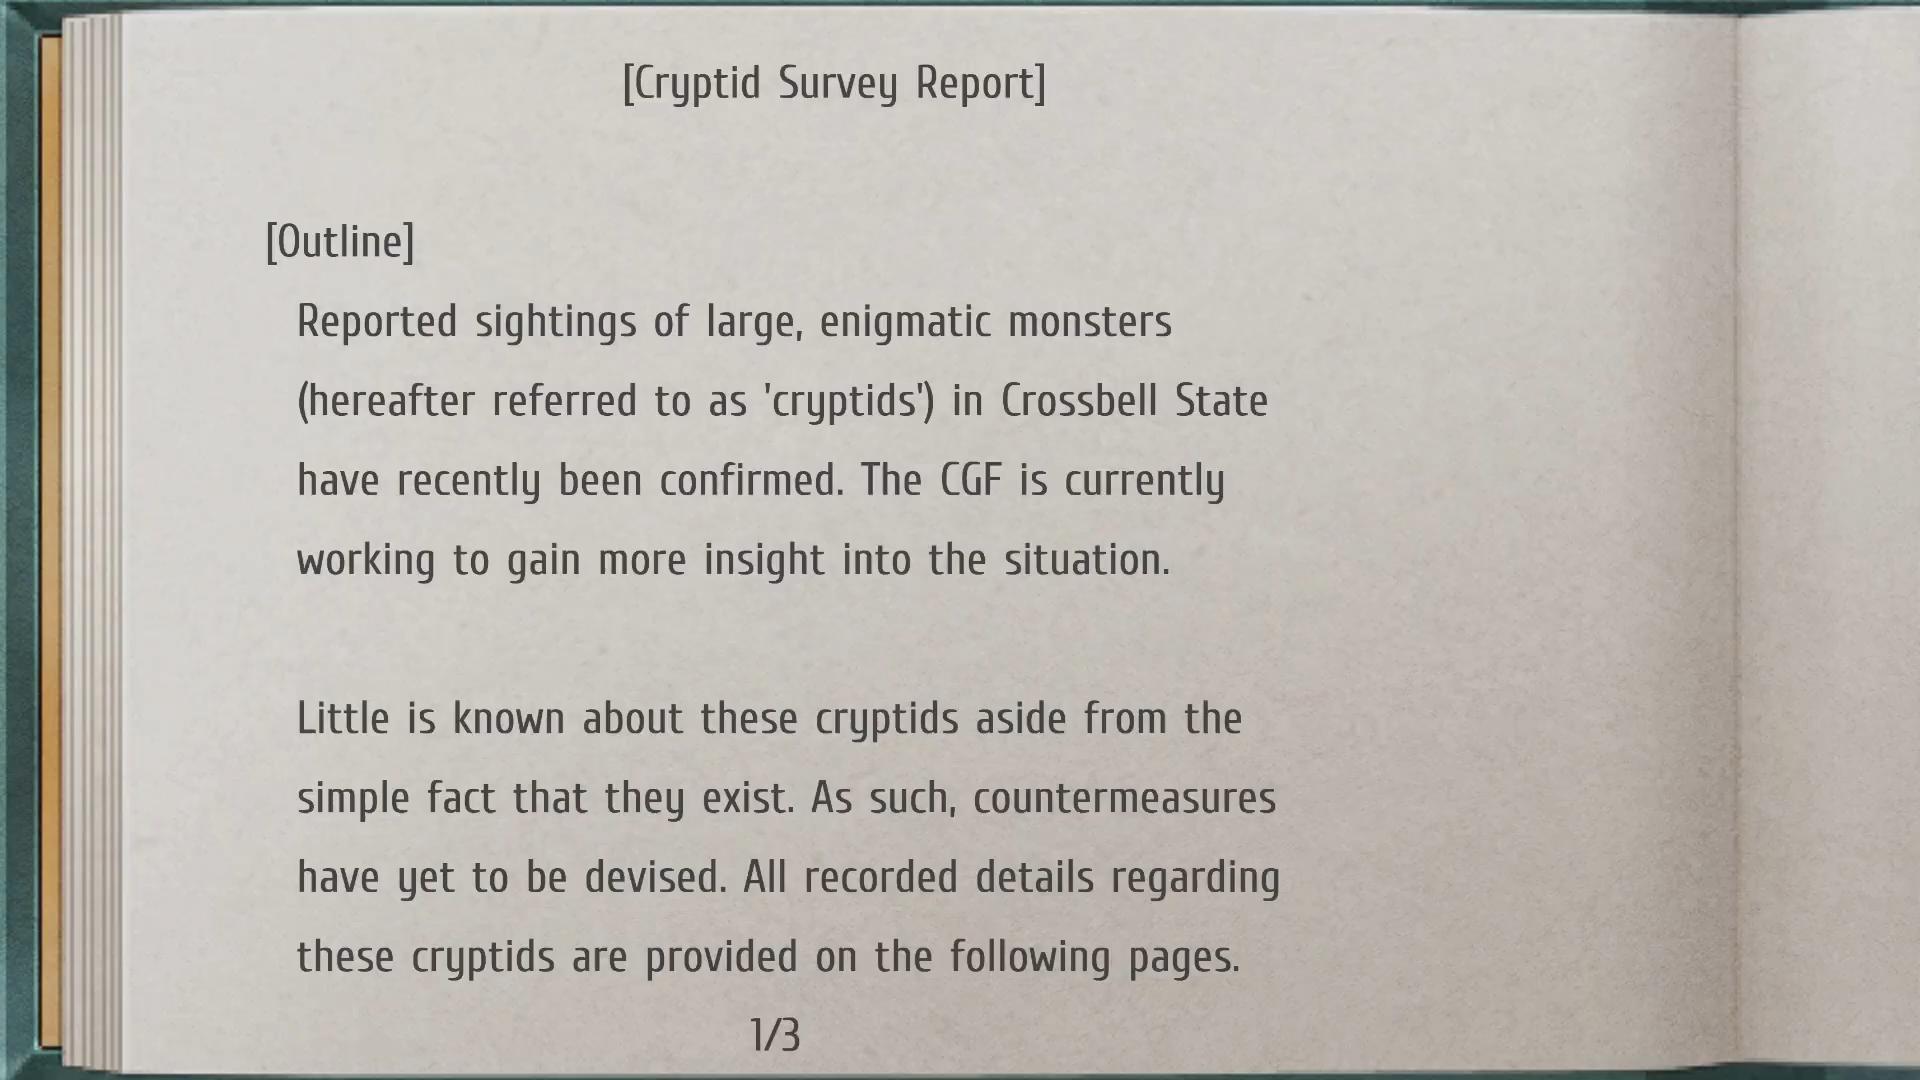 [Cryptid Survey Report]
[Outline]
Reported sightings of large, enigmatic monsters
(hereafter referred to as 'cryptids') in Crossbell State
have recently been confirmed. The CGF is currently
working to gain more insight into the situation.
Little is known about these cryptids aside from the
simple fact that they exist. As such, countermeasures
have yet to be devised. All recorded details regarding
these cryptids are provided on the following pages.
1/3